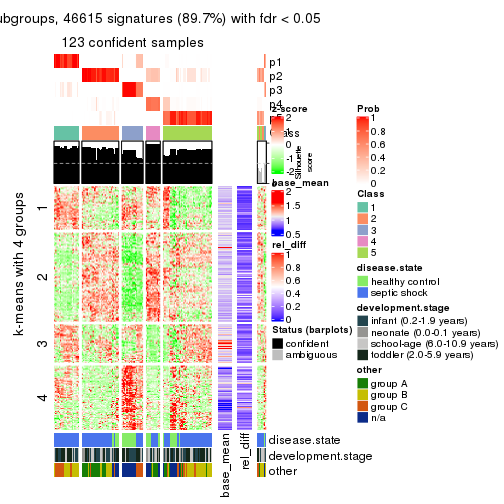 ubgroups, 46615 signatures (89.7%) with fdr < 0.05
123 confident samples
p1
p2
p3
p4
z-score
2
1
0
-1
-2
Silhouette
score
base_mean
2
1.5
1
0.5
rel_diff
1
0.8
0.6
0.4
0.2
0
Status (barplots)
confident
ambiguous
Prob
1
0.8
0.6
0.4
0.2
0
Class
1
2
3
4
5
disease.state
healthy control
septic shock
development.stage
infant (0.2-1.9 years)
neonate (0.0-0.1 years)
school-age (6.0-10.9 years)
toddler (2.0-5.9 years)
other
group A
group B
group C
n/a
k-means with 4 groups
1
2
3
4
disease.state
development.stage
other
base_mean
rel_diff